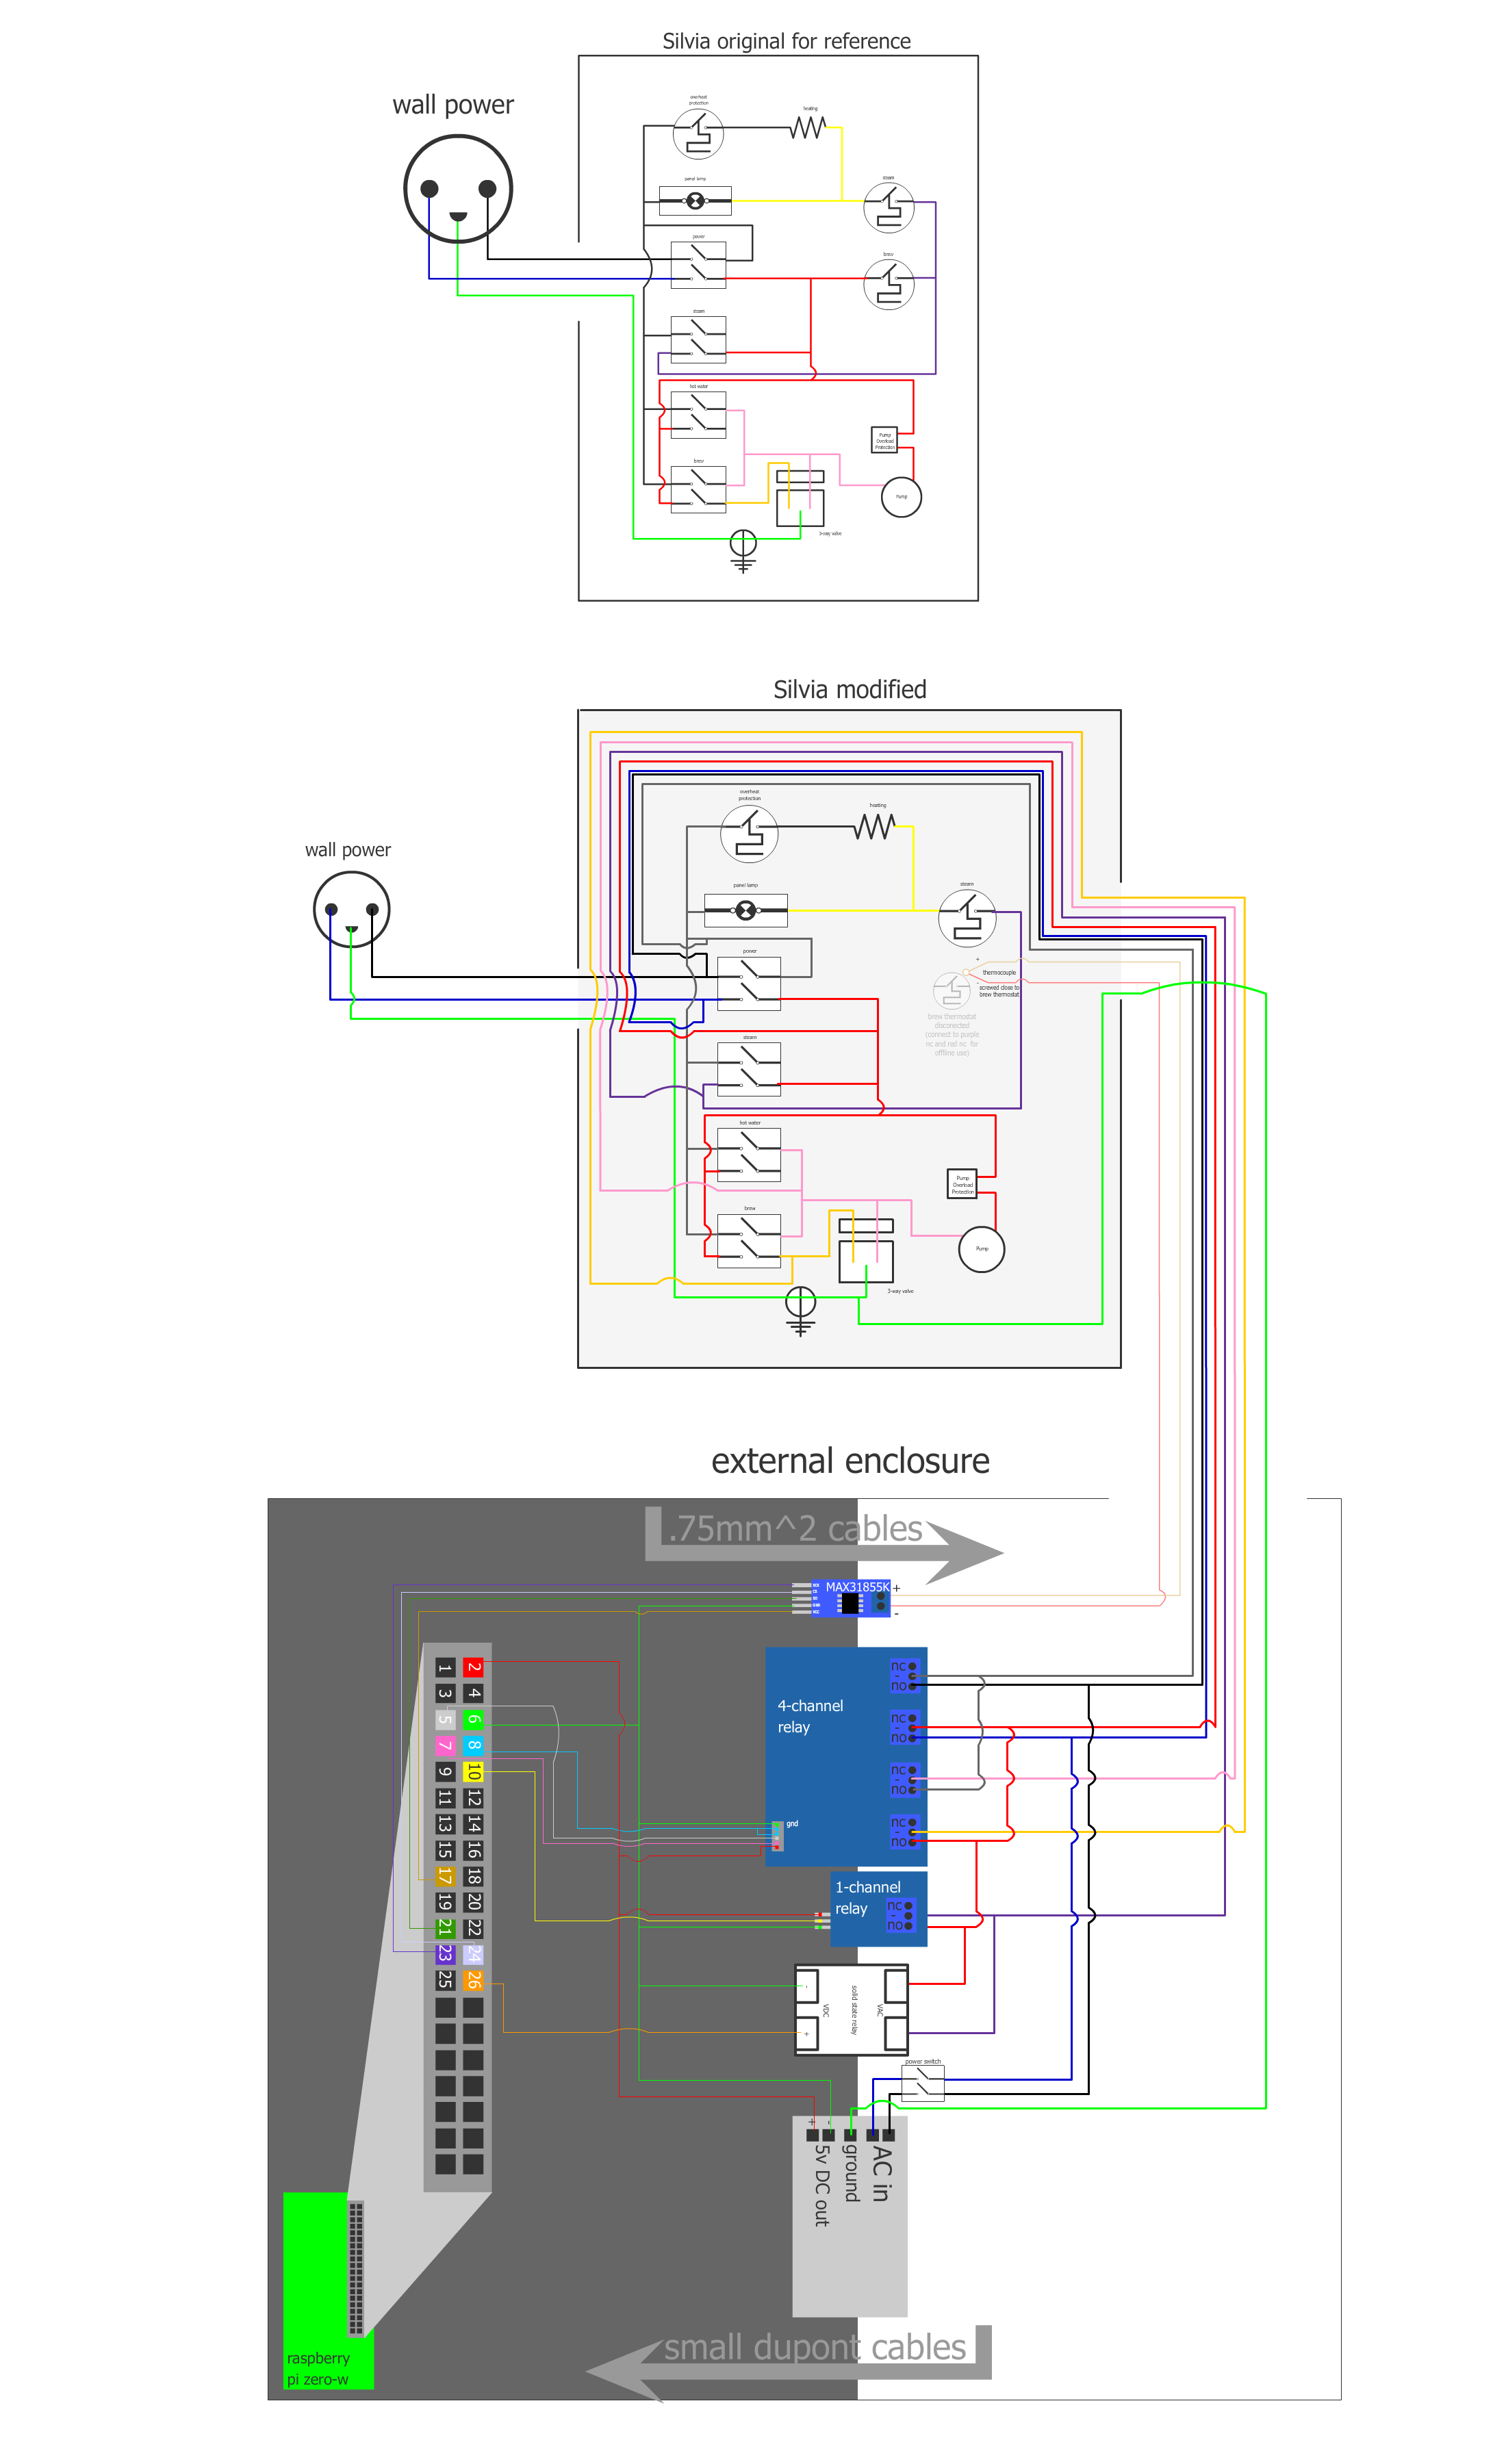 Silvia original for reference
wall power
overheat
protection
heating
panel lamp
steam
power
brew
steam
hot water
Pump
Overload
Protection
brew
Pump
3-way valve
Silvia modified
wall power
overheat
protection
heating
panel lamp
steam
power
+
thermocouple
-
screwed close to
brew thermostat
brew thermostat
disconected
(connect to purple
nc and red nc for
offline use)
steam
hot water
Pump
Overload
Protection
brew
Pump
3-way valve
external enclosure
.75mm^2 cables
MAX31855K
+
-
1 2
3 4
5 6
7 8
9 10
11 12
13 14
15 16
17 18
19 20
21 22
23 24
25 26
4-channel
relay
nc
-
no
nc
-
no
nc
-
no
nc
-
no
gnd
1-channel
relay
nc
-
no
-
+
VDC
solid state relay
VAC
power switch
+
-
5v DC out
ground
AC in
small dupont cables
raspberry
pi zero-w